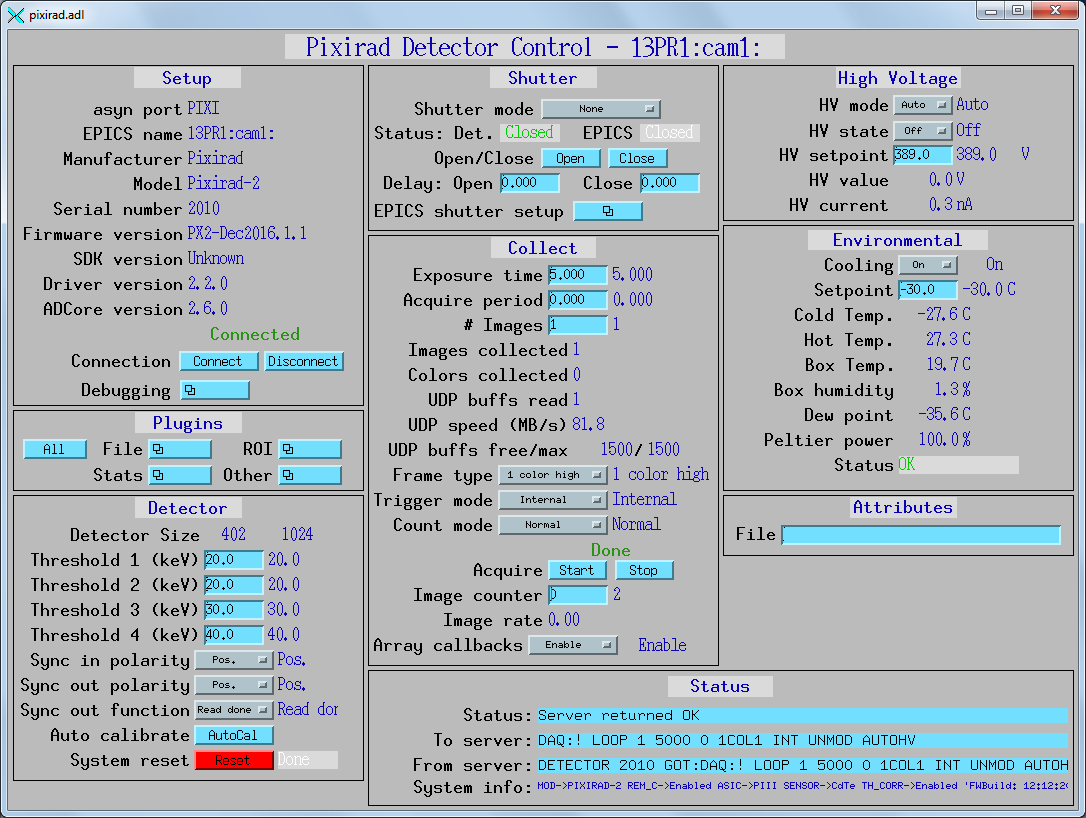 pixirad.adl
Pixirad Detector Control - 13PR1:cam1:
Setup
asyn port PIXI
EPICS name 13PR1:cam1:
Manufacturer Pixirad
Model Pixirad-2
Serial number 2010
Firmware version PX2-Dec2016.1.1
SDK version Unknown
Driver version 2.2.0
ADCore version 2.6.0
Connected
Connection Connect Disconnect
Debugging
Plugins
All File ROI
Stats Other
Detector
Detector Size 402 1024
Threshold 1 (keV) 20.0 20.0
Threshold 2 (keV) 20.0 20.0
Threshold 3 (keV) 30.0 30.0
Threshold 4 (keV) 40.0 40.0
Sync in polarity Pos. Pos.
Sync out polarity Pos. Pos.
Sync out function Read done Read dor
Auto calibrate AutoCal
System reset Reset Done
Shutter
Shutter mode None
Status: Det. Closed EPICS Closed
Open/Close Open Close
Delay: Open 0.000 Close 0.000
EPICS shutter setup
Collect
Exposure time 5.000 5.000
Acquire period 0.000 0.000
# Images 1 1
Images collected 1
Colors collected 0
UDP buffs read 1
UDP speed (MB/s) 81.8
UDP buffs free/max 1500/ 1500
Frame type 1 color high 1 color high
Trigger mode Internal Internal
Count mode Normal Normal
Done
Acquire Start Stop
Image counter 0 2
Image rate 0.00
Array callbacks Enable Enable
High Voltage
HV mode Auto Auto
HV state Off Off
HV setpoint 389.0 389.0 V
HV value 0.0 V
HV current 0.3 nA
Environmental
Cooling On On
Setpoint -30.0 -30.0 C
Cold Temp. -27.6 C
Hot Temp. 27.3 C
Box Temp. 19.7 C
Box humidity 1.3 %
Dew point -35.6 C
Peltier power 100.0 %
Status OK
Attributes
File
Status
Status: Server returned OK
To server: DAQ:! LOOP 1 5000 0 1COL1 INT UNMOD AUTOHV
From server: DETECTOR 2010 GOT:DAQ:! LOOP 1 5000 0 1COL1 INT UNMOD AUTOH
System info: MOD->PIXIRAD-2 REM_C->Enabled ASIC->PIII SENSOR->CdTe TH_CORR->Enabled 'FWBuild: 12:12:20